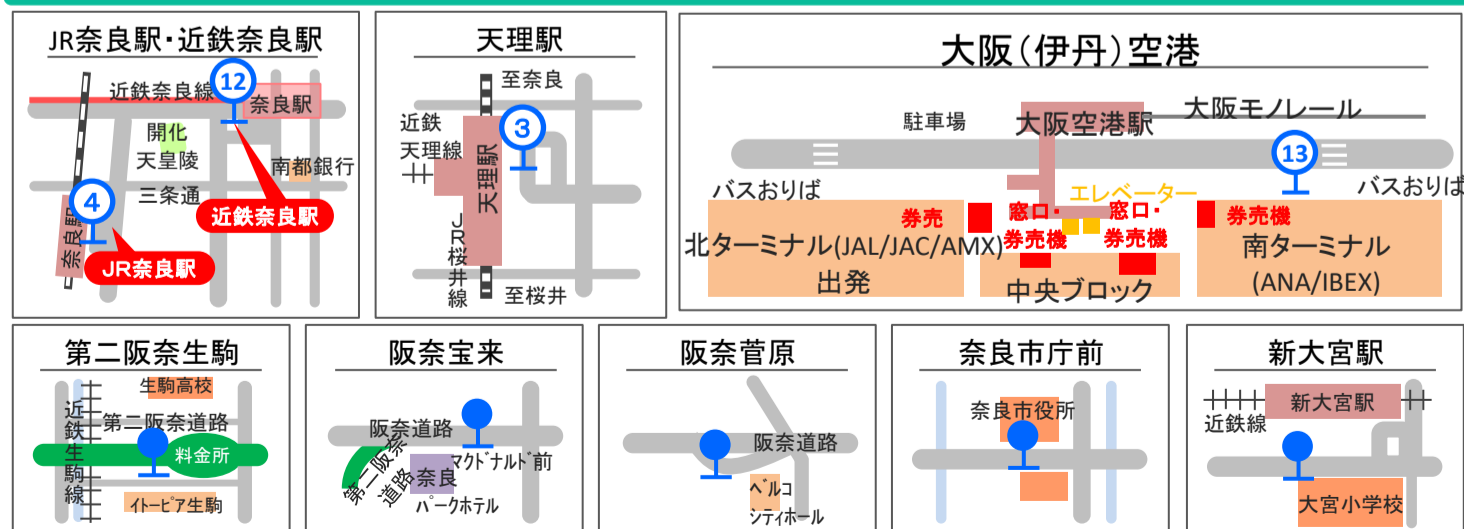 JR奈良駅・近鉄奈良駅
近鉄奈良線
12
奈良駅
開化
天皇陵
南都銀行
三条通
4
奈良駅
近鉄奈良駅
JR奈良駅
天理駅
至奈良
近鉄
天理線
3
天理駅
JR桜井線
至桜井
大阪(伊丹)空港
駐車場
大阪空港駅
大阪モノレール
13
バスおりば
エレベーター
バスおりば
券売
窓口・
券売機
窓口・
券売機
券売機
北ターミナル(JAL/JAC/AMX)
出発
中央ブロック
南ターミナル
(ANA/IBEX)
第二阪奈生駒
生駒高校
近鉄生駒線
第二阪奈道路
料金所
イトーピア生駒
阪奈宝来
阪奈道路
第二阪奈
道路
マクドナルド前
奈良
パークホテル
阪奈菅原
阪奈道路
ベルコ
シティホール
奈良市庁前
奈良市役所
新大宮駅
新大宮駅
近鉄線
大宮小学校